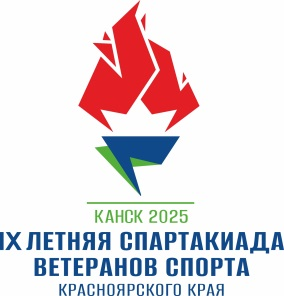 КАНСК 2025
IX ЛЕТНЯЯ СПАРТАКИАДА
ВЕТЕРАНОВ СПОРТА
КРАСНОЯРСКОГО КРАЯ